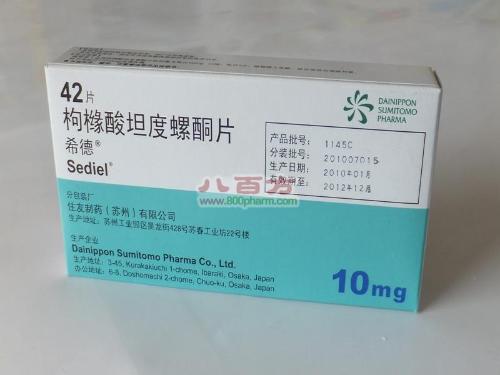 42片
枸橼酸坦度螺酮片
希德®
Sediel®
DAINIPPON
SUMITOMO
PHARMA
产品批号: 1145C
分装批号: 201007015
生产日期: 2010年01月
有效期至: 2012年12月
八百方
www.800pharm.com
分包装厂
住友制药(苏州)有限公司
生产地址: 苏州工业园区泉龙街428号苏春工业坊22号楼
生产企业
Dainippon Sumitomo Pharma Co., Ltd.
生产地址: 3-45, Kurakakiuchi 1-chome, Ibaraki, Osaka, Japan
办公地址: 6-8, Doshomachi 2-chome, Chuo-ku, Osaka, Japan
10mg